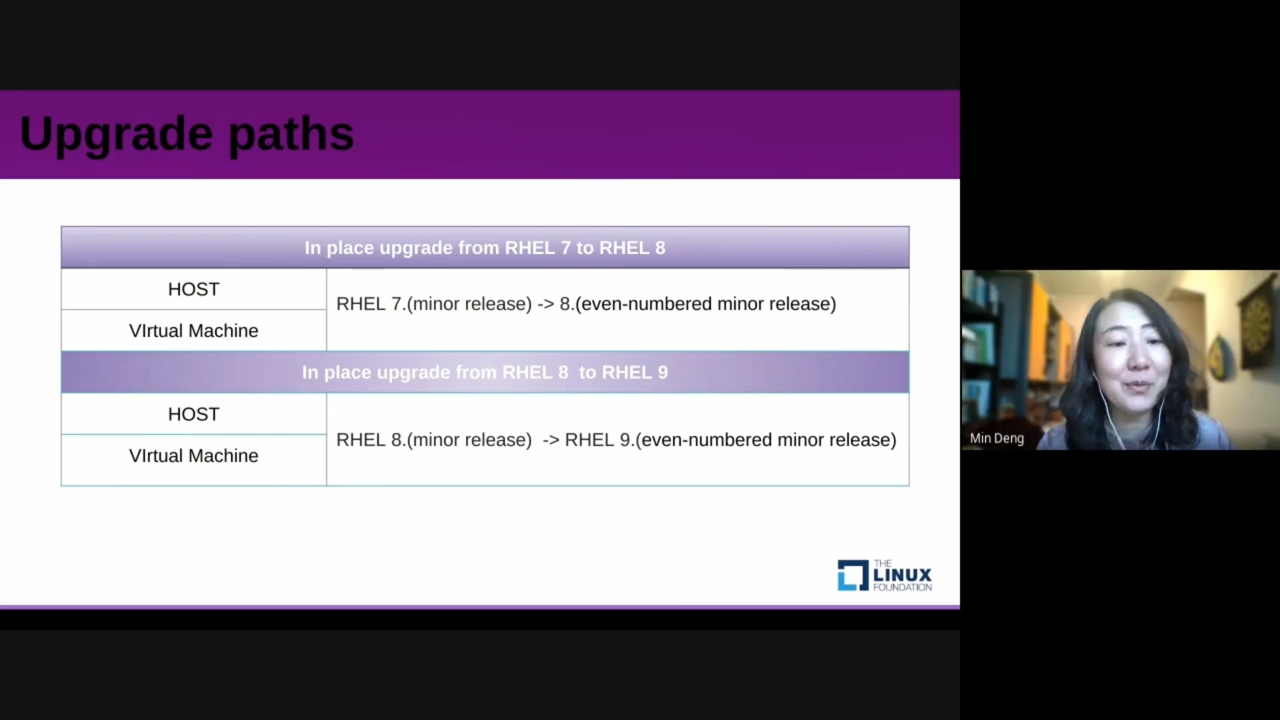 Upgrade paths
In place upgrade from RHEL 7 to RHEL 8
HOST
RHEL 7.(minor release) -> 8.(even-numbered minor release)
VIrtual Machine
In place upgrade from RHEL 8  to RHEL 9
HOST
RHEL 8.(minor release)  -> RHEL 9.(even-numbered minor release)
VIrtual Machine
THE
LINUX
FOUNDATION
Min Deng